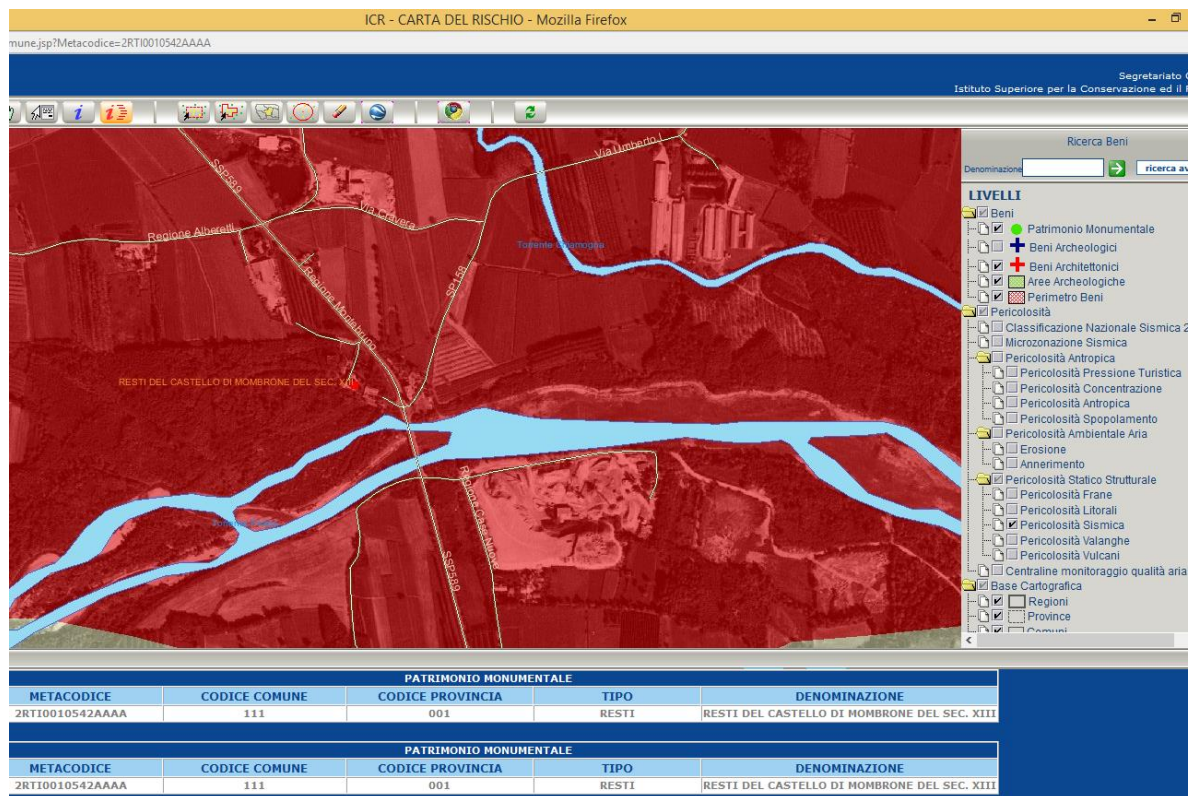 ICR - CARTA DEL RISCHIO - Mozilla Firefox
mune.jsp?Metacodice=2RTI0010542AAAA
Segretariato
Istituto Superiore per la Conservazione ed il
Ricerca Beni
Denominazione
ricerca av
LIVELLI
Beni
Patrimonio Monumentale
Beni Archeologici
Beni Architettonici
Aree Archeologiche
Perimetro Beni
Pericolosità
Classificazione Nazionale Sismica 2
Microzonazione Sismica
Pericolosità Antropica
Pericolosità Pressione Turistica
Pericolosità Concentrazione
Pericolosità Antropica
Pericolosità Spopolamento
Pericolosità Ambientale Aria
Erosione
Annerimento
Pericolosità Statico Strutturale
Pericolosità Frane
Pericolosità Litorali
Pericolosità Sismica
Pericolosità Valanghe
Pericolosità Vulcani
Centraline monitoraggio qualità aria
Base Cartografica
Regioni
Province
Comuni
SSP589
Via Umberto I
Via Cravera
Regione Alberetti
Torrente
Regione Montebruno
SP158
RESTI DEL CASTELLO DI MOMBRONE DEL SEC. XIII
Regione Case Nuove
SSP589
PATRIMONIO MONUMENTALE
METACODICE CODICE COMUNE CODICE PROVINCIA TIPO DENOMINAZIONE
2RTI0010542AAAA 111 001 RESTI RESTI DEL CASTELLO DI MOMBRONE DEL SEC. XIII
PATRIMONIO MONUMENTALE
METACODICE CODICE COMUNE CODICE PROVINCIA TIPO DENOMINAZIONE
2RTI0010542AAAA 111 001 RESTI RESTI DEL CASTELLO DI MOMBRONE DEL SEC. XIII